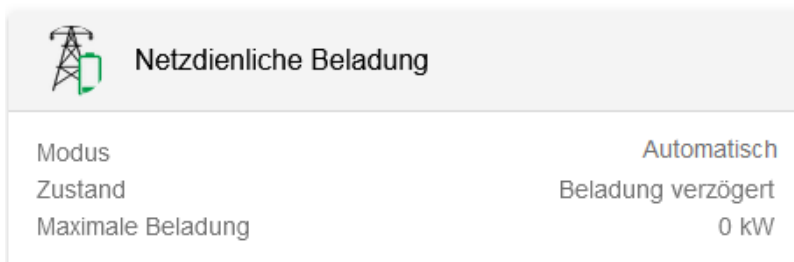 Netzdienliche Beladung
Modus Automatisch
Zustand Beladung verzögert
Maximale Beladung 0 kW